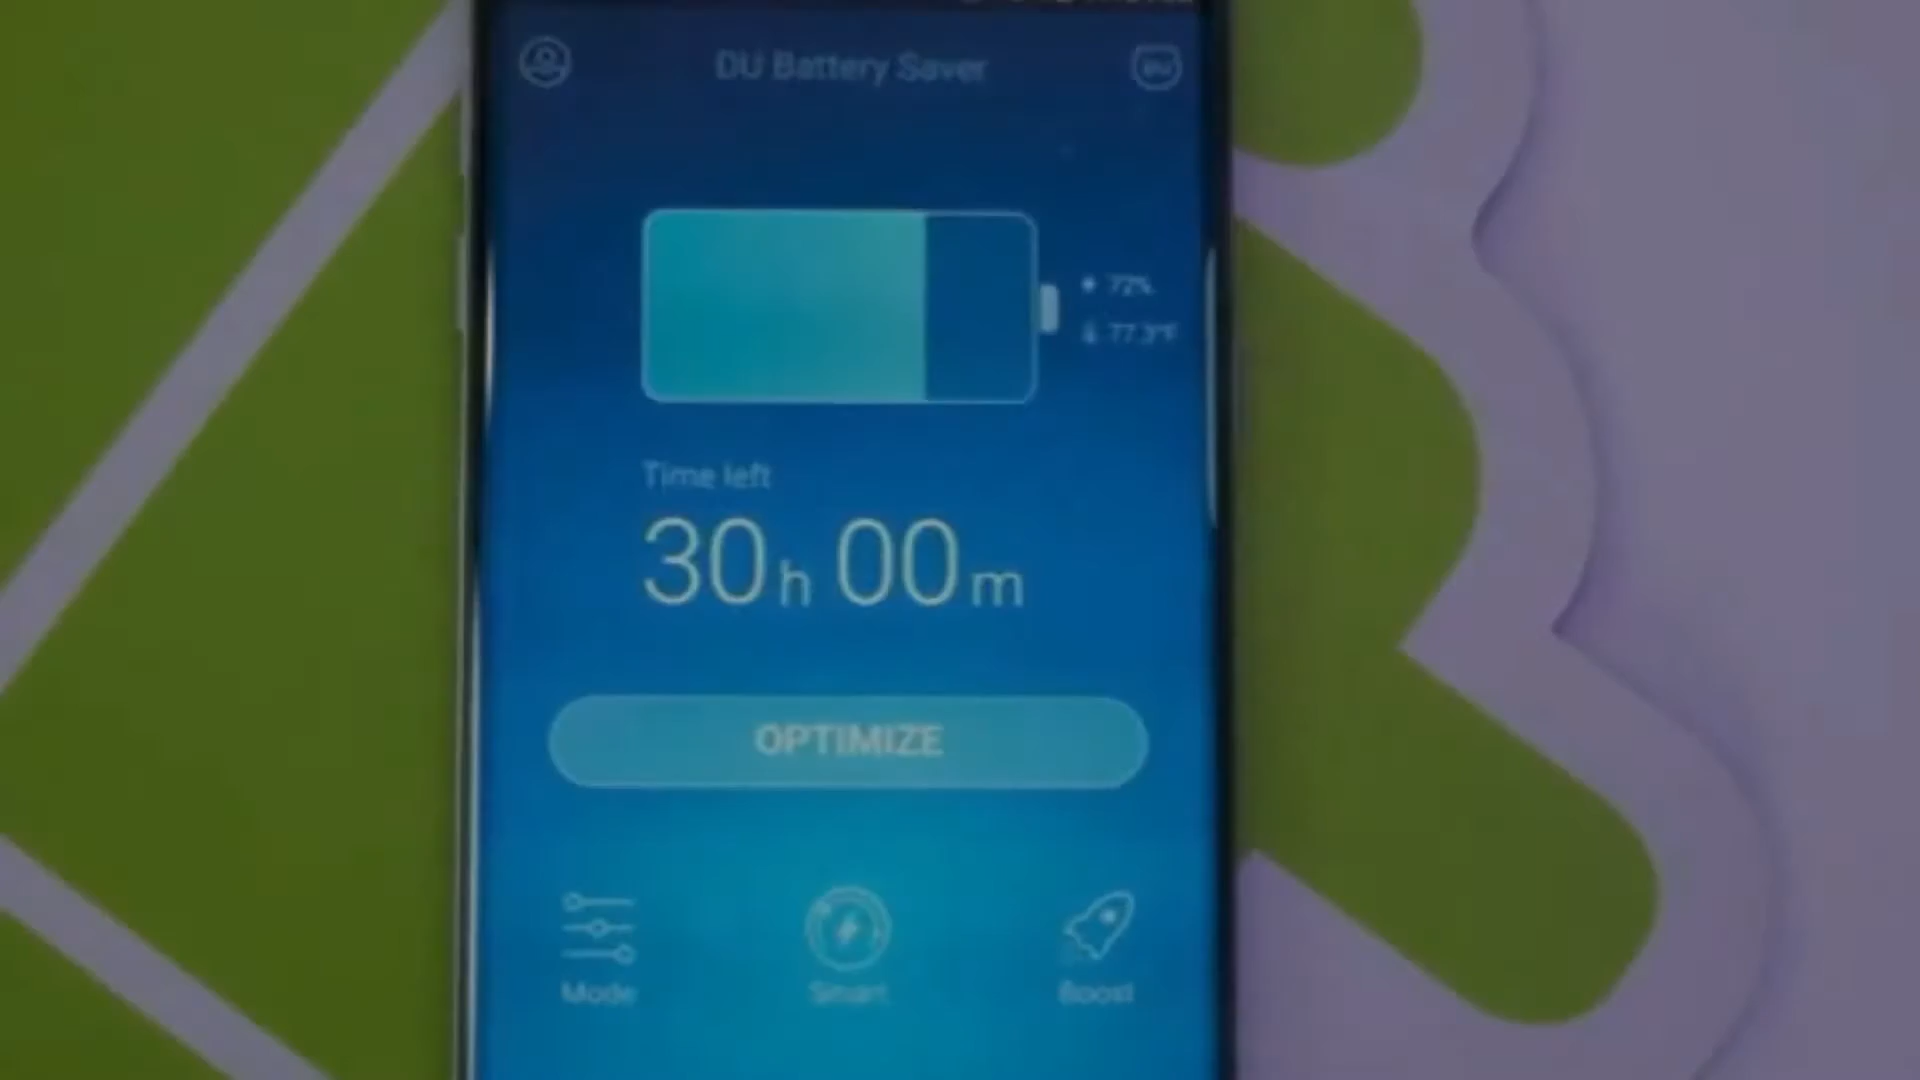 DU Battery Saver
72%
77.3°F
Time left
30h 00m
OPTIMIZE
Mode Smart Boost